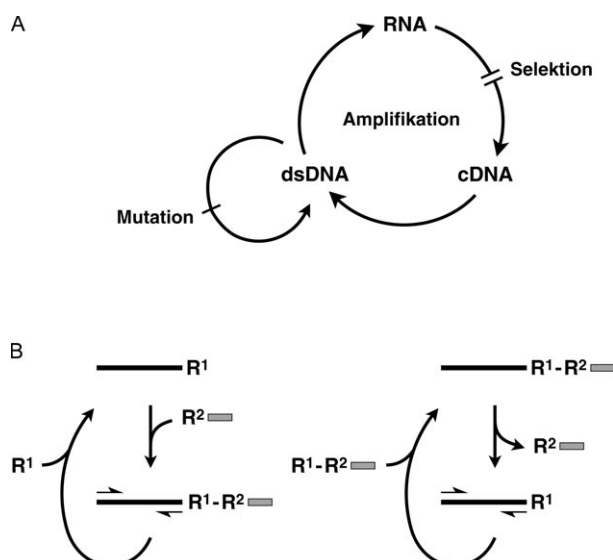 A
RNA
Selektion
Amplifikation
dsDNA
cDNA
Mutation
B
R¹
R²
R¹
R¹-R²
R¹-R²
R²
R¹-R²
R¹